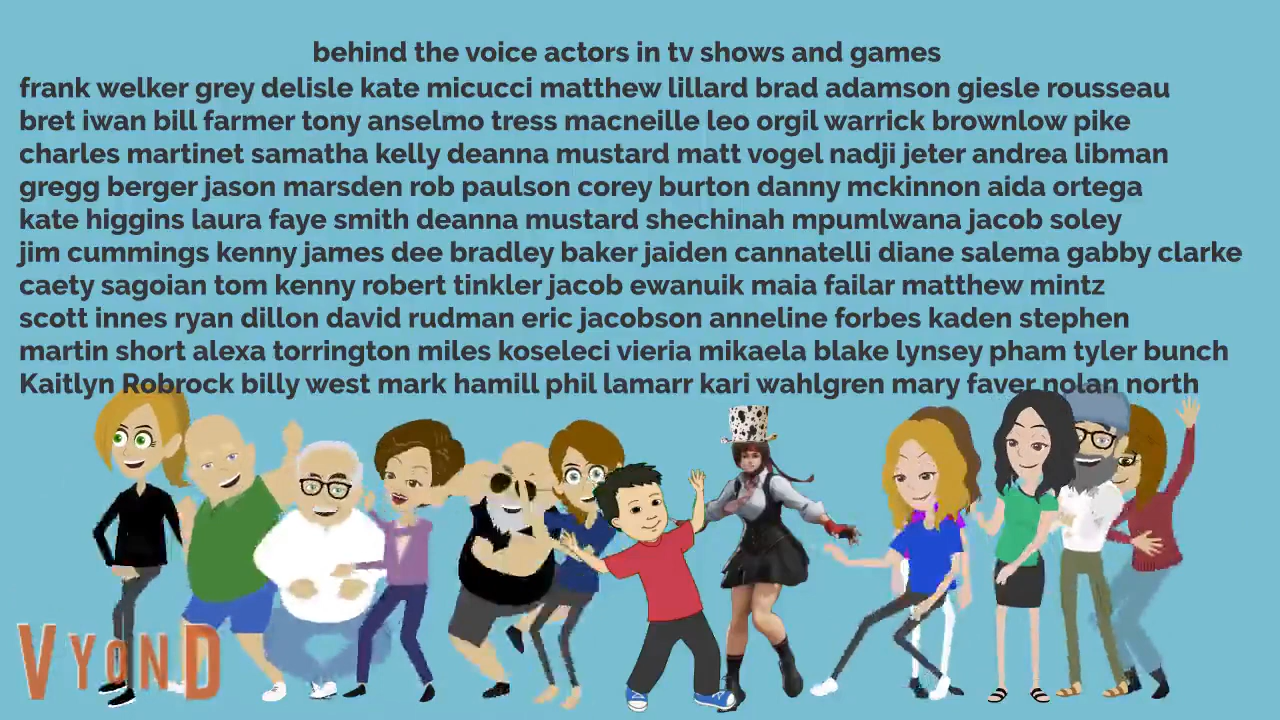 behind the voice actors in tv shows and games
frank welker grey delisle kate micucci matthew lillard brad adamson giesle rousseau
bret iwan bill farmer tony anselmo tress macneille leo orgil warrick brownlow pike
charles martinet samatha kelly deanna mustard matt vogel nadji jeter andrea libman
gregg berger jason marsden rob paulson corey burton danny mckinnon aida ortega
kate higgins laura faye smith deanna mustard shechinah mpumlwana jacob soley
jim cummings kenny james dee bradley baker jaiden cannatelli diane salema gabby clarke
caety sagoian tom kenny robert tinkler jacob ewanuik maia failar matthew mintz
scott innes ryan dillon david rudman eric jacobson anneline forbes kaden stephen
martin short alexa torrington miles koseleci vieria mikaela blake lynsey pham tyler bunch
Kaitlyn Robrock billy west mark hamill phil lamarr kari wahlgren mary faver nolan north
VYOND